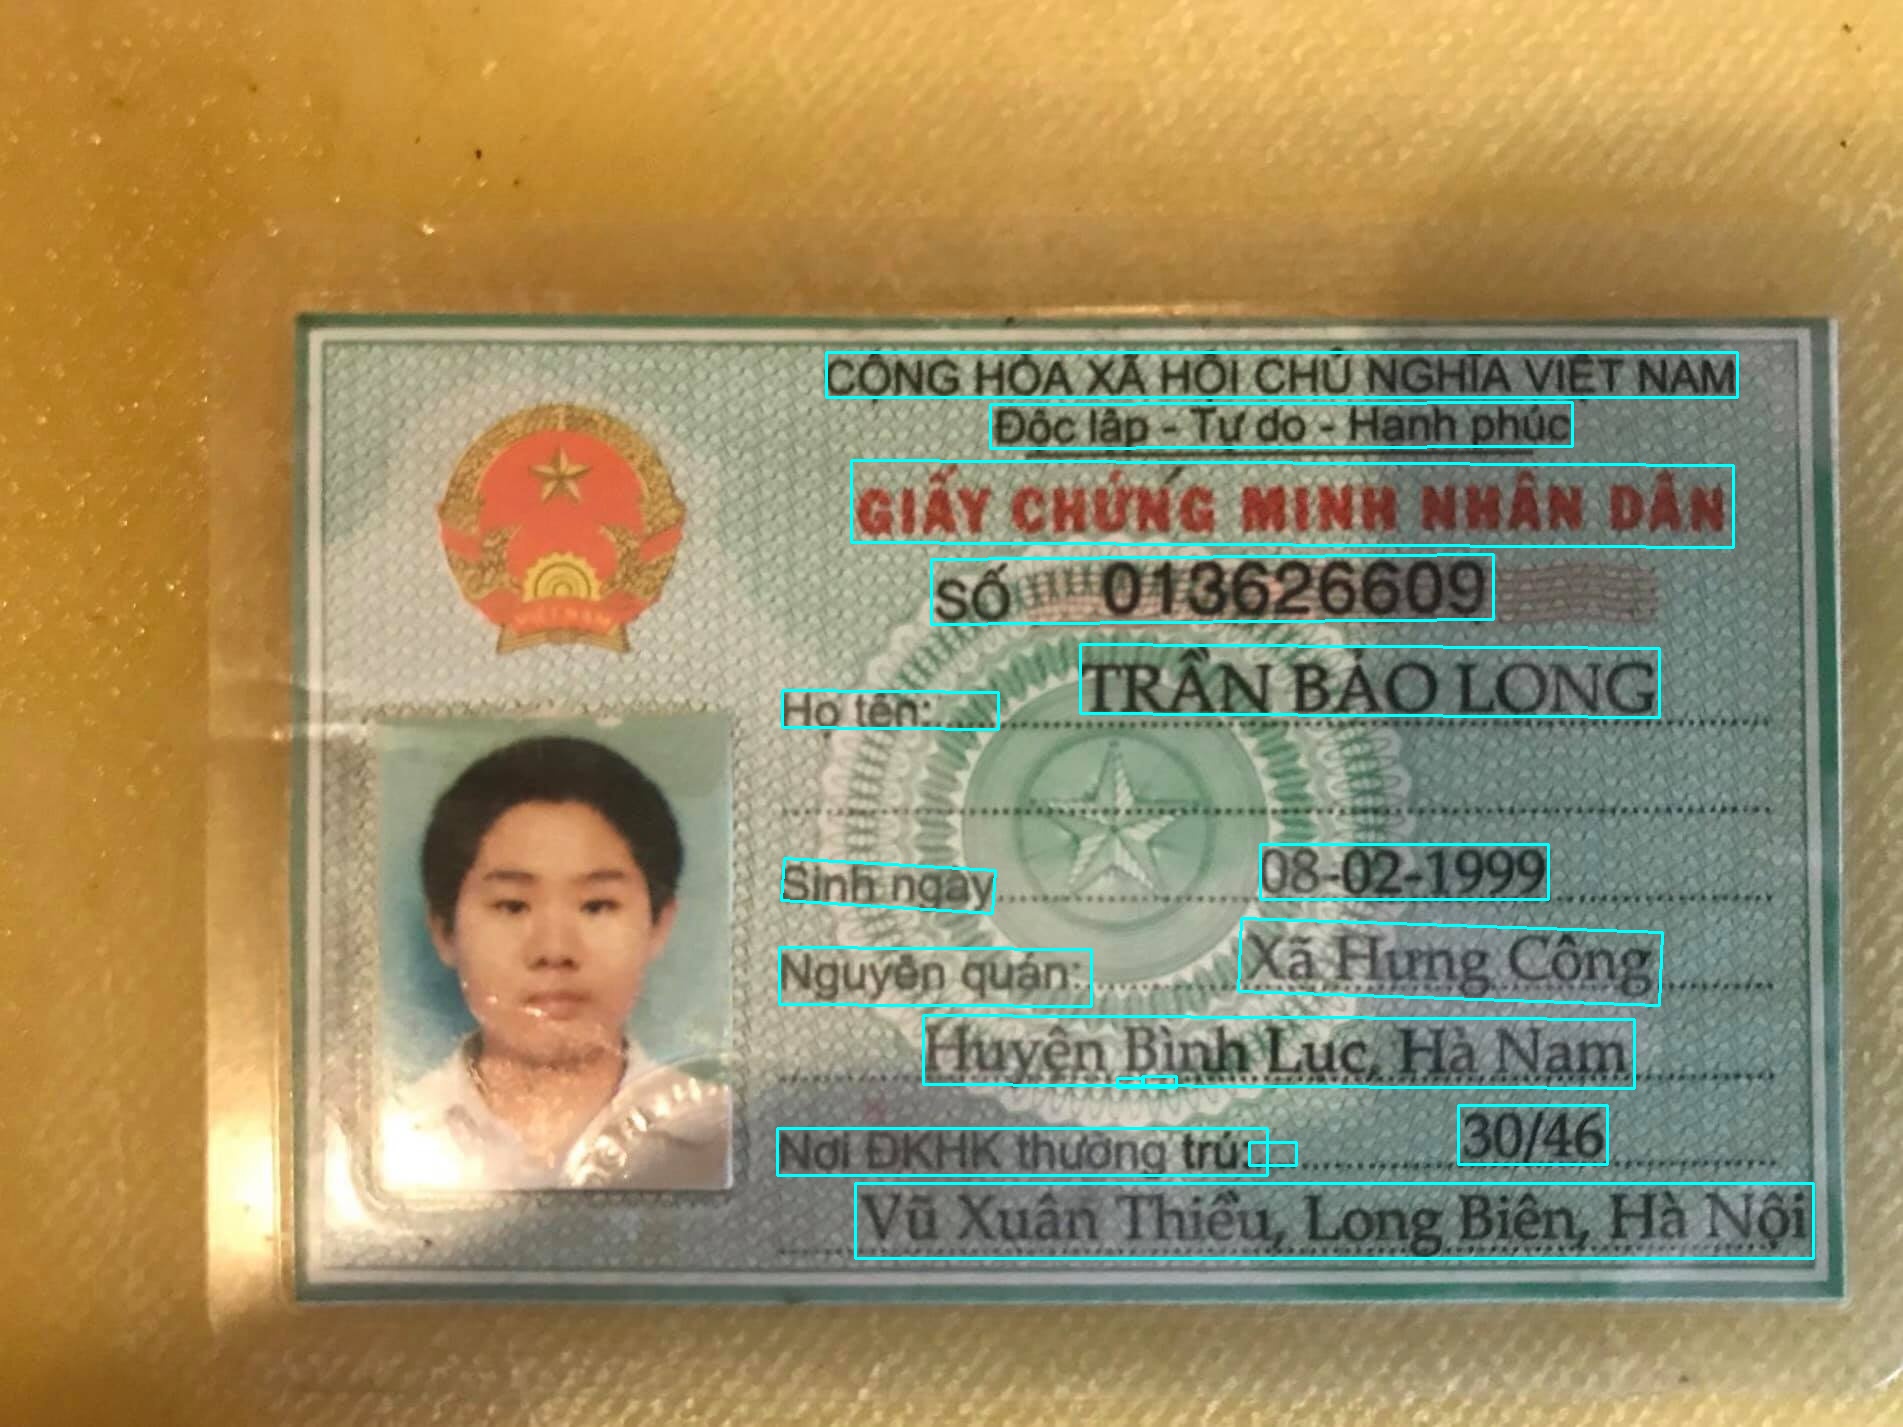 CỘNG HÒA XÃ HỘI CHỦ NGHĨA VIỆT NAM
Độc lập - Tự do - Hạnh phúc
GIẤY CHỨNG MINH NHÂN DÂN
SỐ 013626609
Họ tên: TRẦN BẢO LONG
Sinh ngày 08-02-1999
Nguyên quán: Xã Hưng Công
Huyện Bình Lục, Hà Nam
Nơi ĐKHK thường trú: 30/46
Vũ Xuân Thiều, Long Biên, Hà Nội
VIỆT NAM